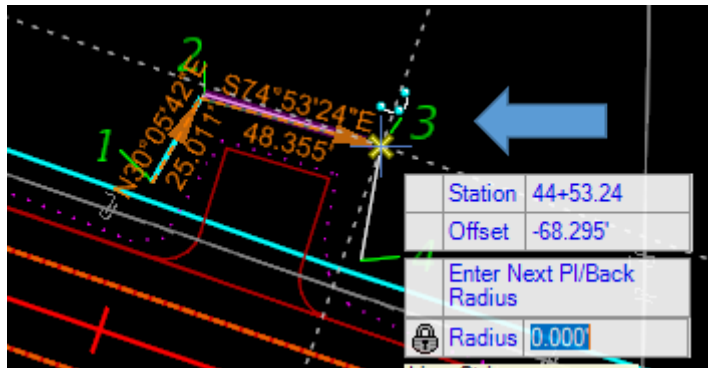 2
S74°53'24"E
N30°05'42"E
3
1
25.011'
48.355'
4
Station 44+53.24
Offset -68.295'
Enter Next PI/Back
Radius
Radius 0.000'